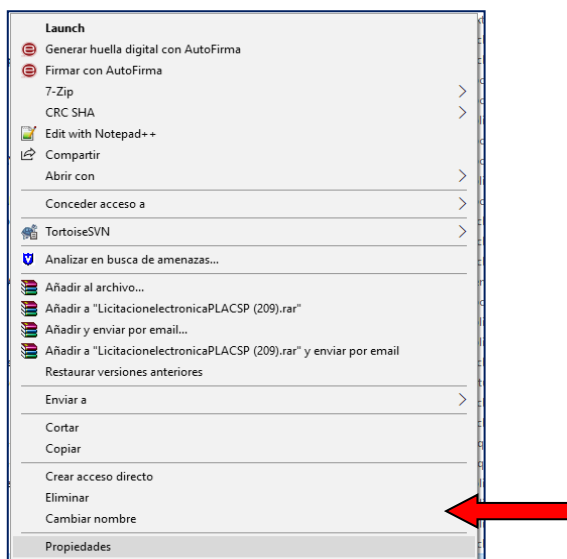 Launch
Generar huella digital con AutoFirma
Firmar con AutoFirma
7-Zip
CRC SHA
Edit with Notepad++
Compartir
Abrir con
Conceder acceso a
TortoiseSVN
Analizar en busca de amenazas...
Añadir al archivo...
Añadir a "LicitacionelectronicaPLACSP (209).rar"
Añadir y enviar por email...
Añadir a "LicitacionelectronicaPLACSP (209).rar" y enviar por email
Restaurar versiones anteriores
Enviar a
Cortar
Copiar
Crear acceso directo
Eliminar
Cambiar nombre
Propiedades